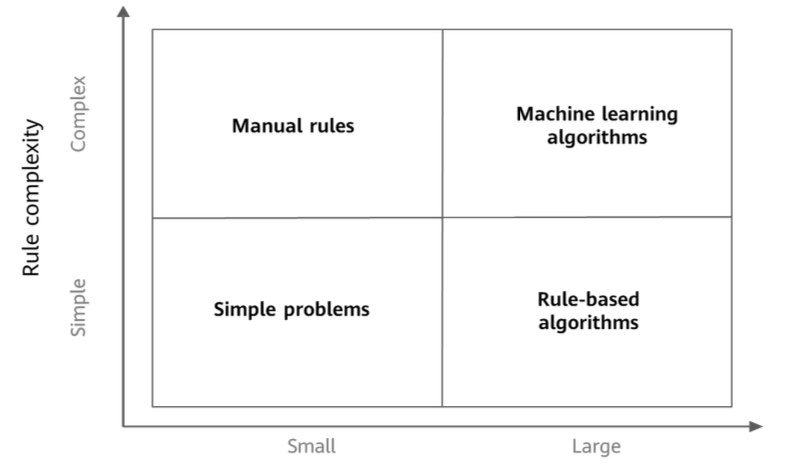 Rule complexity
Complex
Simple
Manual rules
Machine learning
algorithms
Simple problems
Rule-based
algorithms
Small
Large